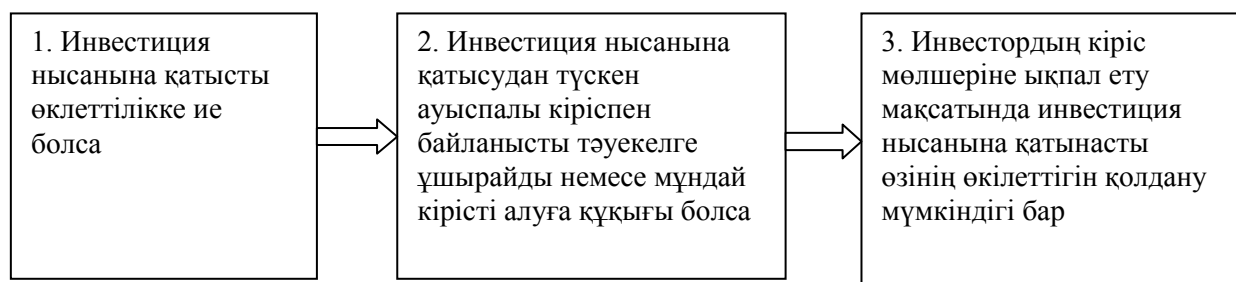 1. Инвестиция
нысанына қатысты
өклеттілікке ие
болса
2. Инвестиция нысанына
қатысудан түскен
ауыспалы кіріспен
байланысты тәуекелге
ұшырайды немесе мұндай
кірісті алуға құқығы болса
3. Инвестордың кіріс
мөлшеріне ықпал ету
мақсатында инвестиция
нысанына қатынасты
өзінің өкілеттігін қолдану
мүмкіндігі бар